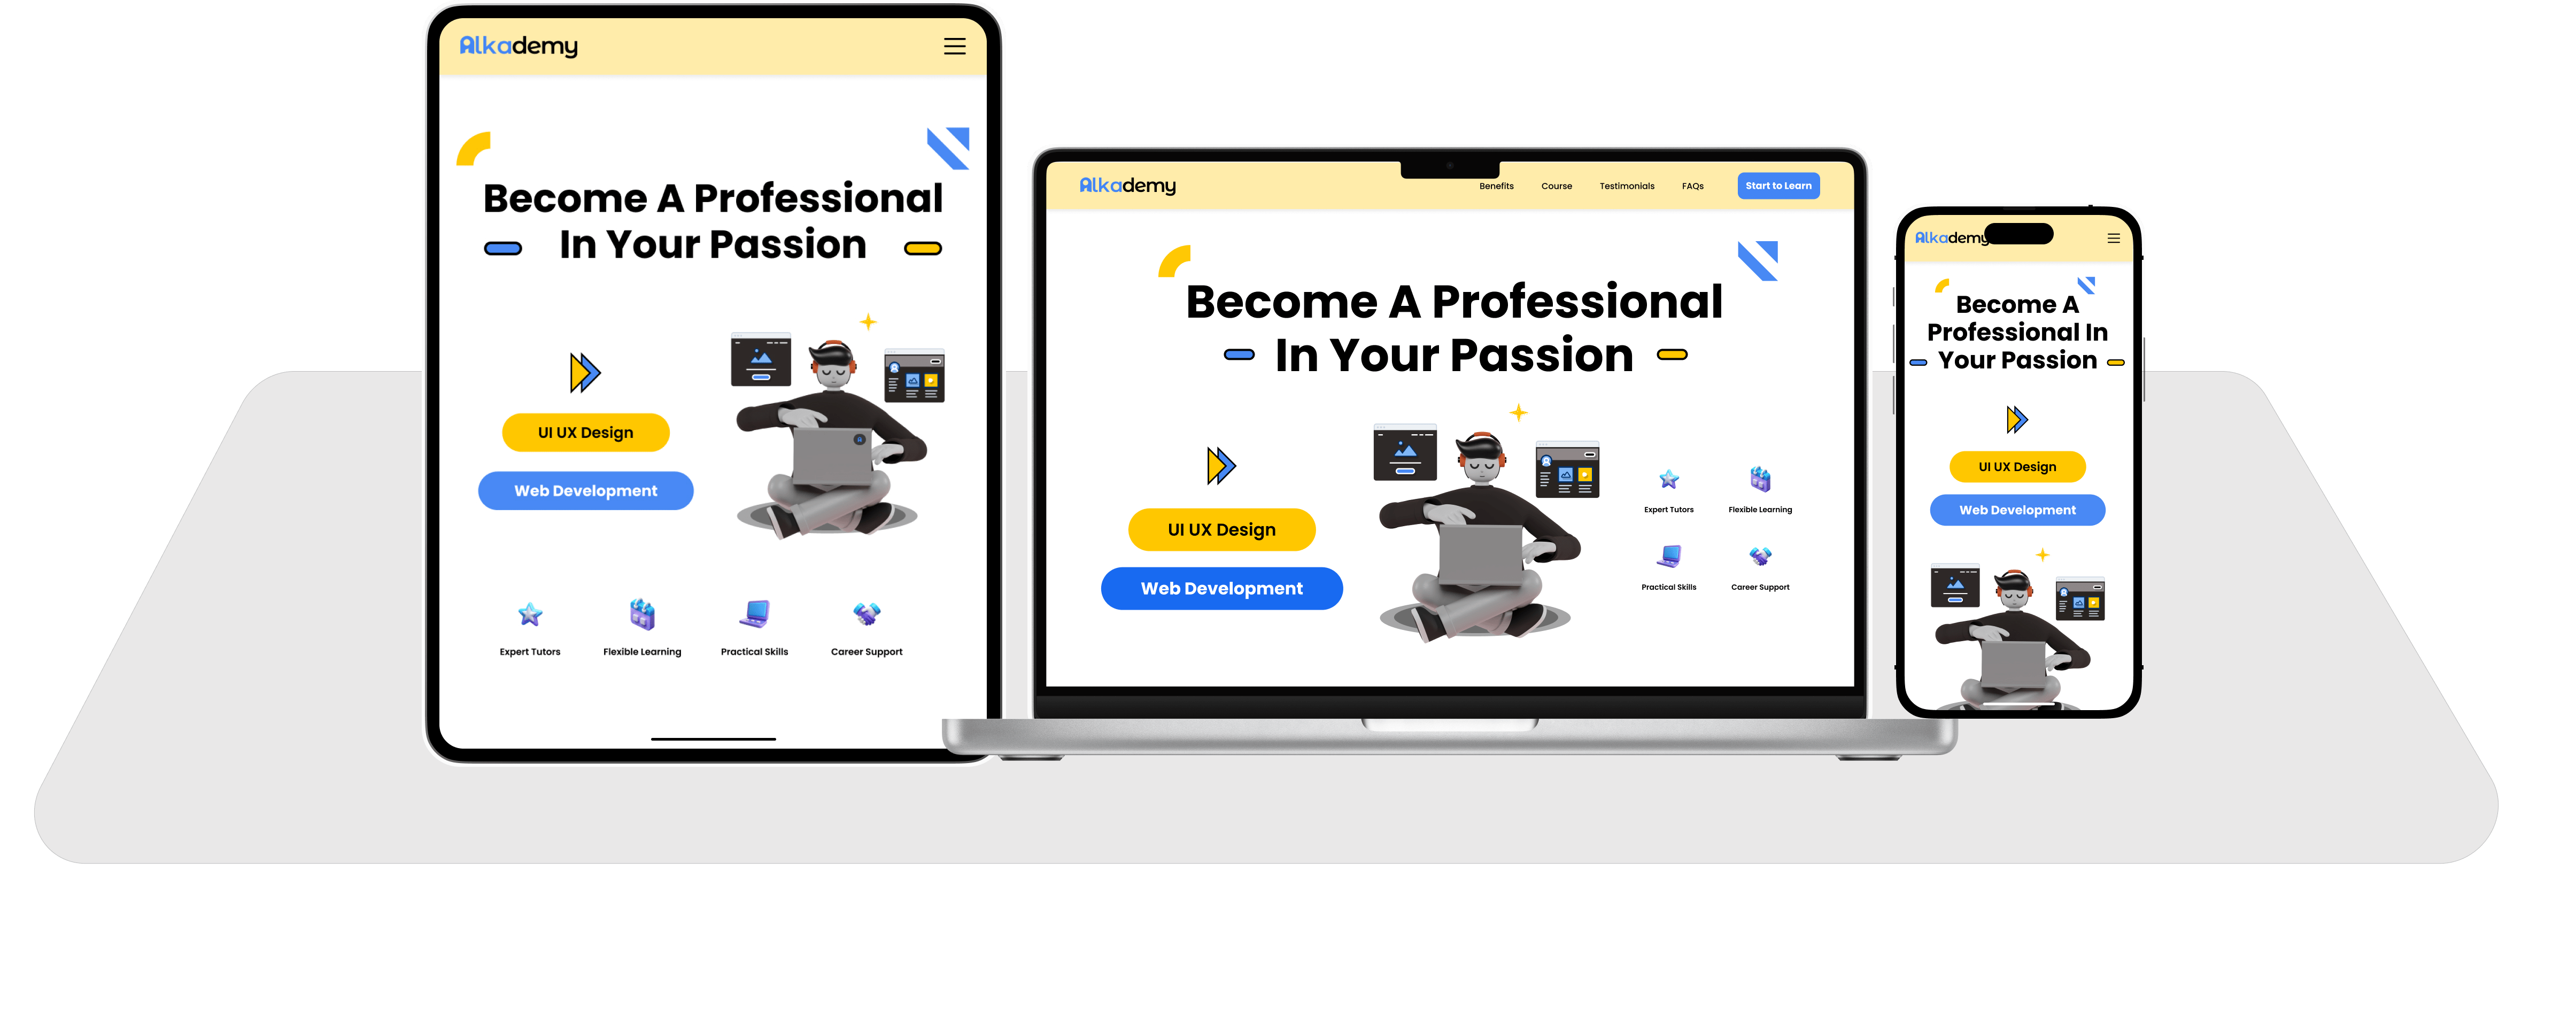 Alkademy
Become A Professional
In Your Passion
UI UX Design
Web Development
Expert Tutors
Flexible Learning
Practical Skills
Career Support
Alkademy
Benefits
Course
Testimonials
FAQs
Start to Learn
Become A Professional
In Your Passion
UI UX Design
Web Development
Expert Tutors
Flexible Learning
Practical Skills
Career Support
Alkademy
Become A
Professional In
Your Passion
UI UX Design
Web Development